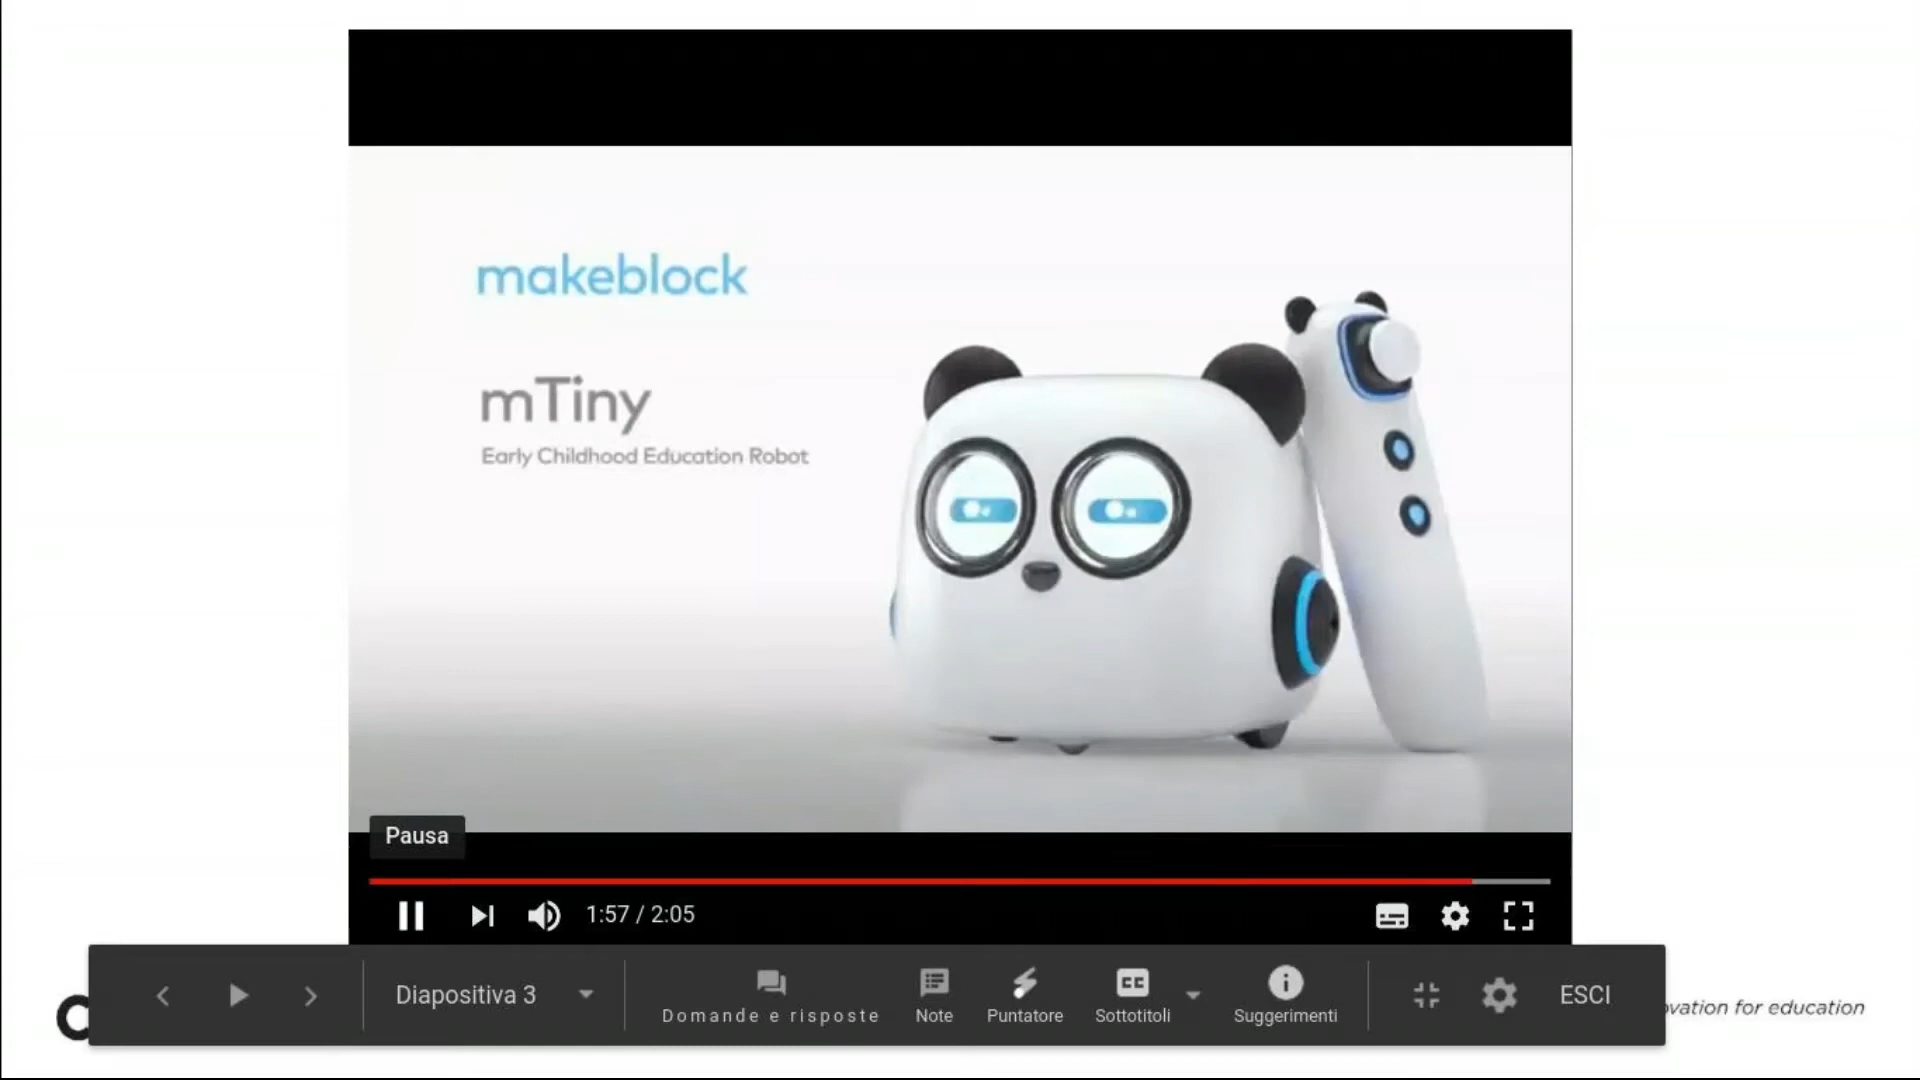 makeblock
mTiny
Early Childhood Education Robot
Pausa
1:57 / 2:05
Diapositiva 3
Domande e risposte
Note
Puntatore
CC
Sottotitoli
Suggerimenti
ESCI
for education